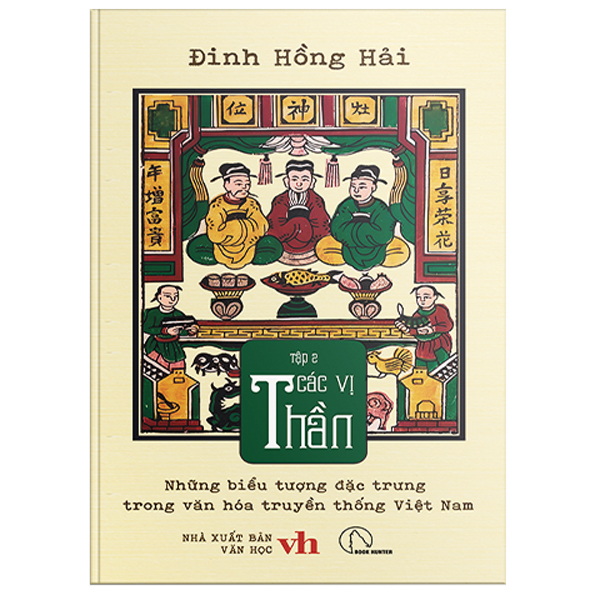 Đinh Hồng Hải
位神灶
年增富貴
日享荣花
Tập 2
các vị
Thần
Những biểu tượng đặc trưng
trong văn hóa truyền thống Việt Nam
NHÀ XUẤT BẢN
VĂN HỌC
vh
BOOK HUNTER